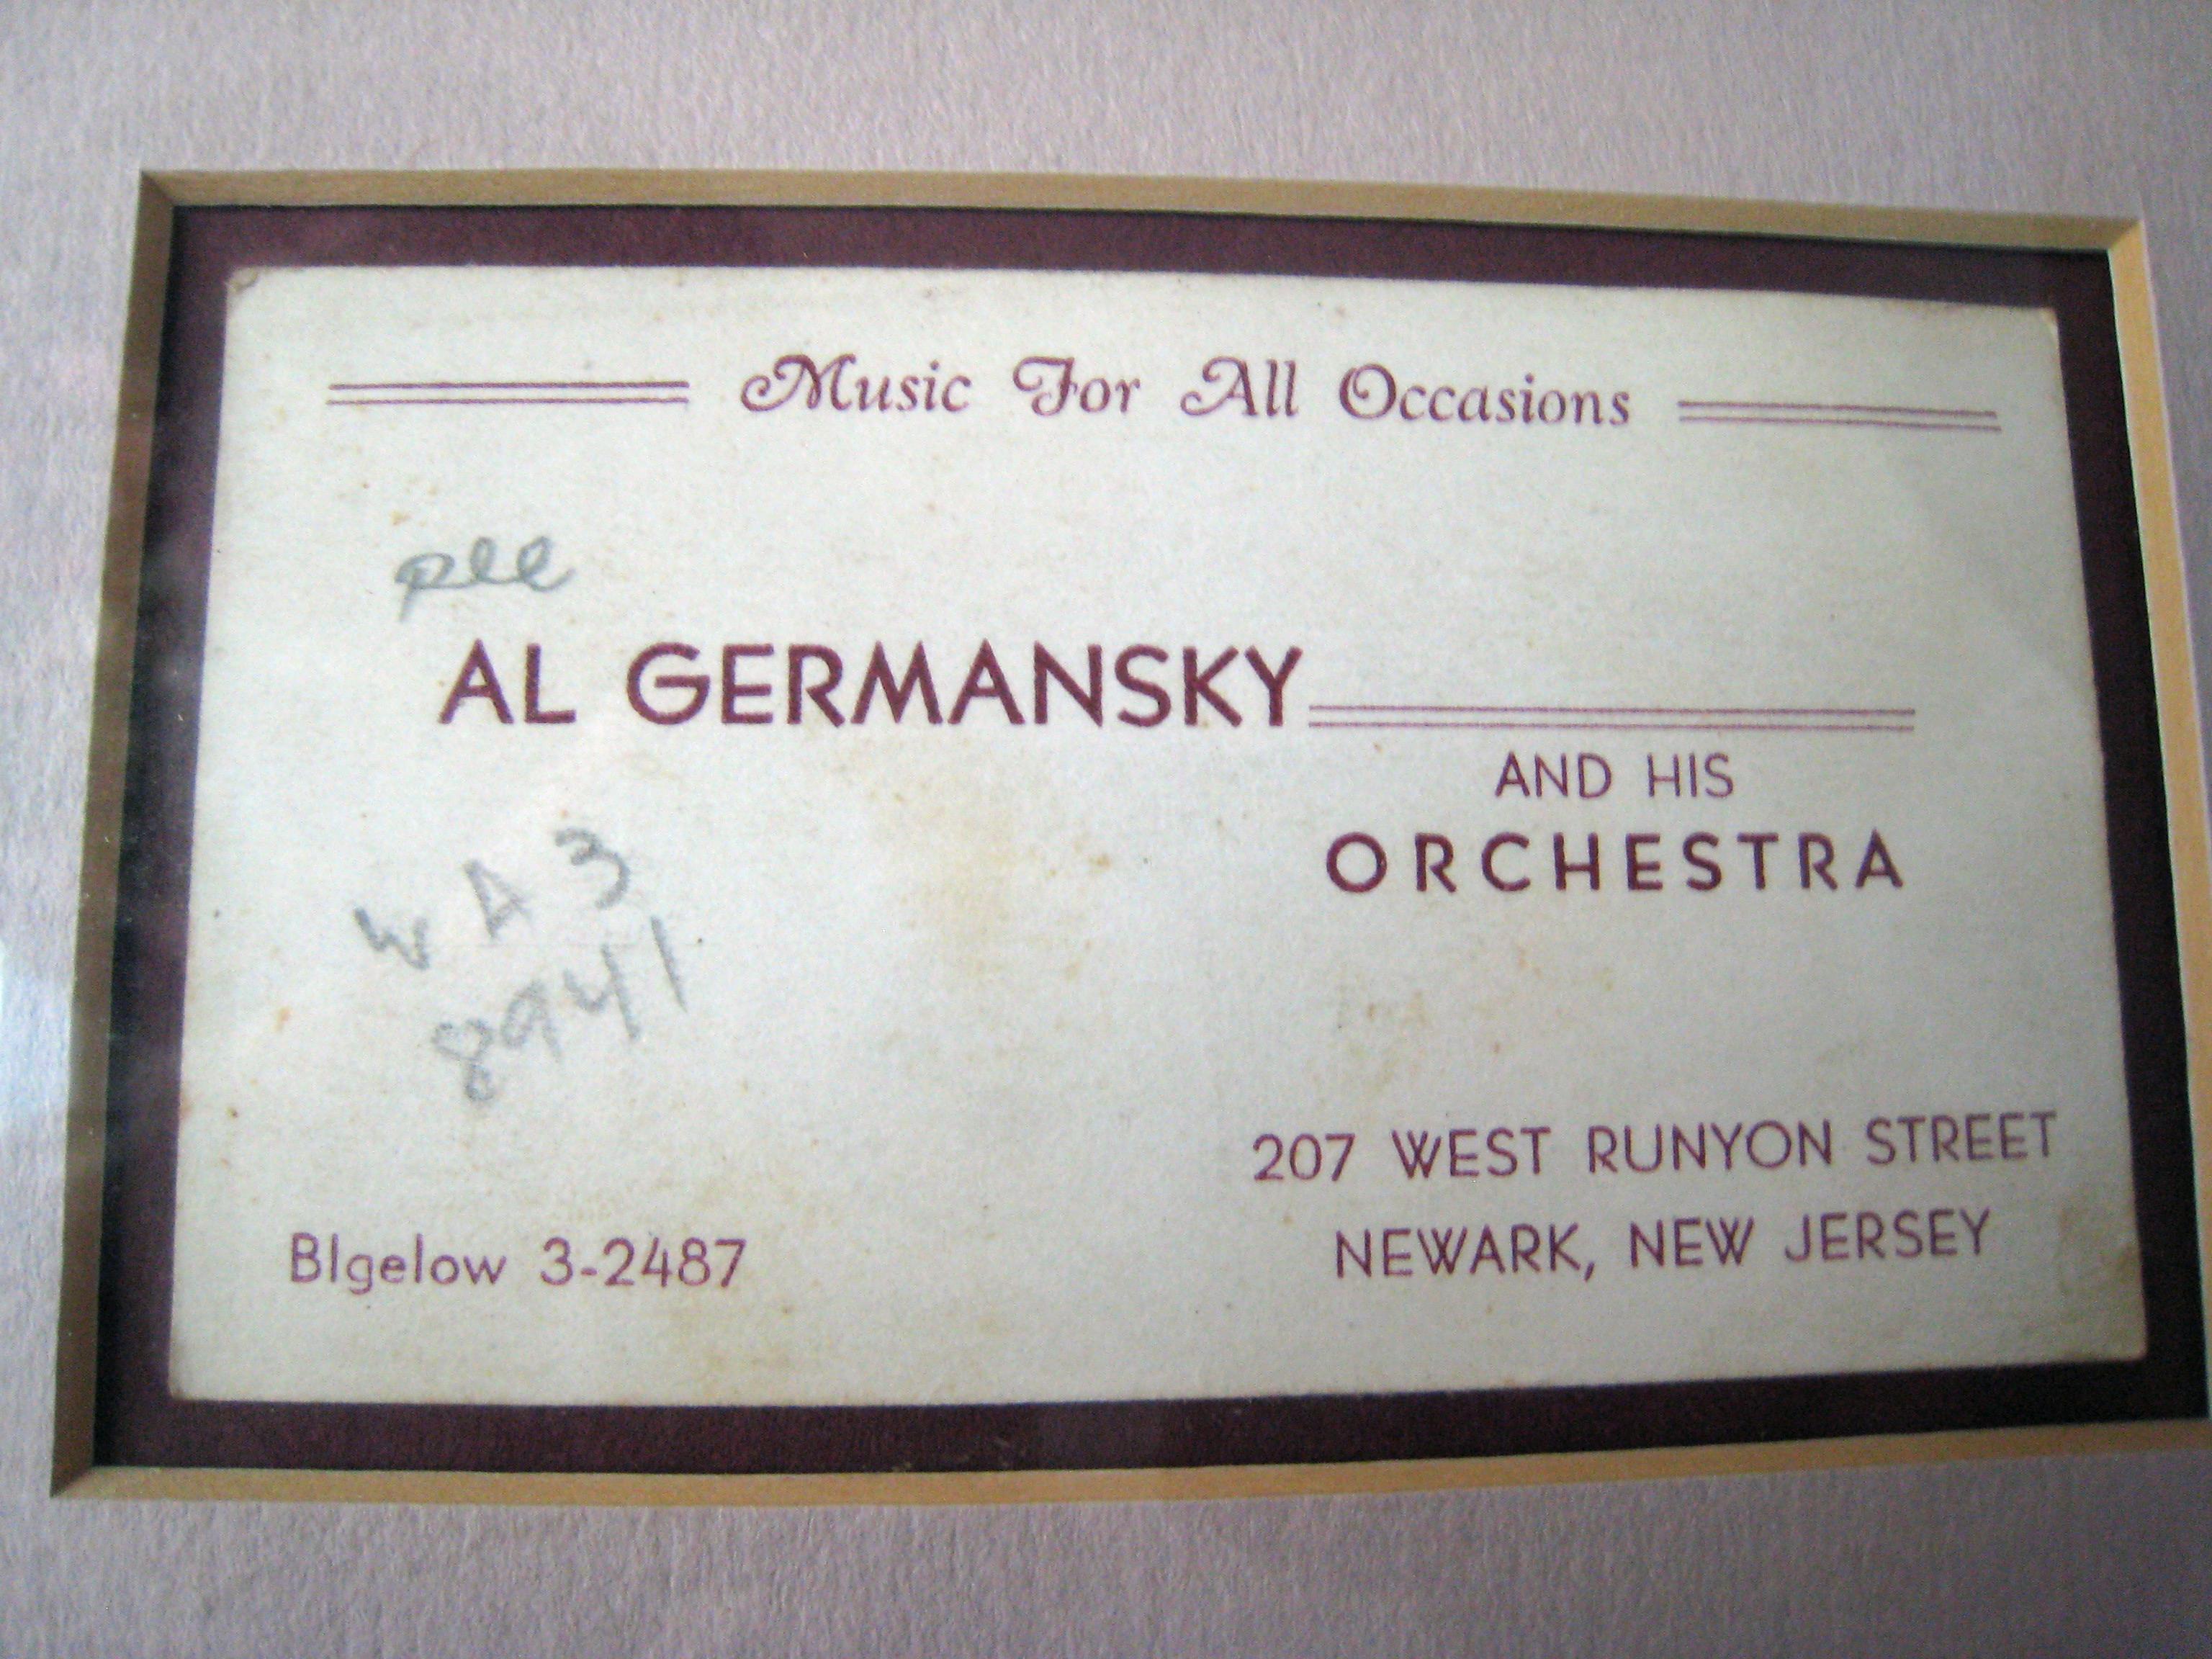 Music For All Occasions
AL GERMANSKY
AND HIS
ORCHESTRA
W A 3
8941
BIgelow 3-2487
207 WEST RUNYON STREET
NEWARK, NEW JERSEY